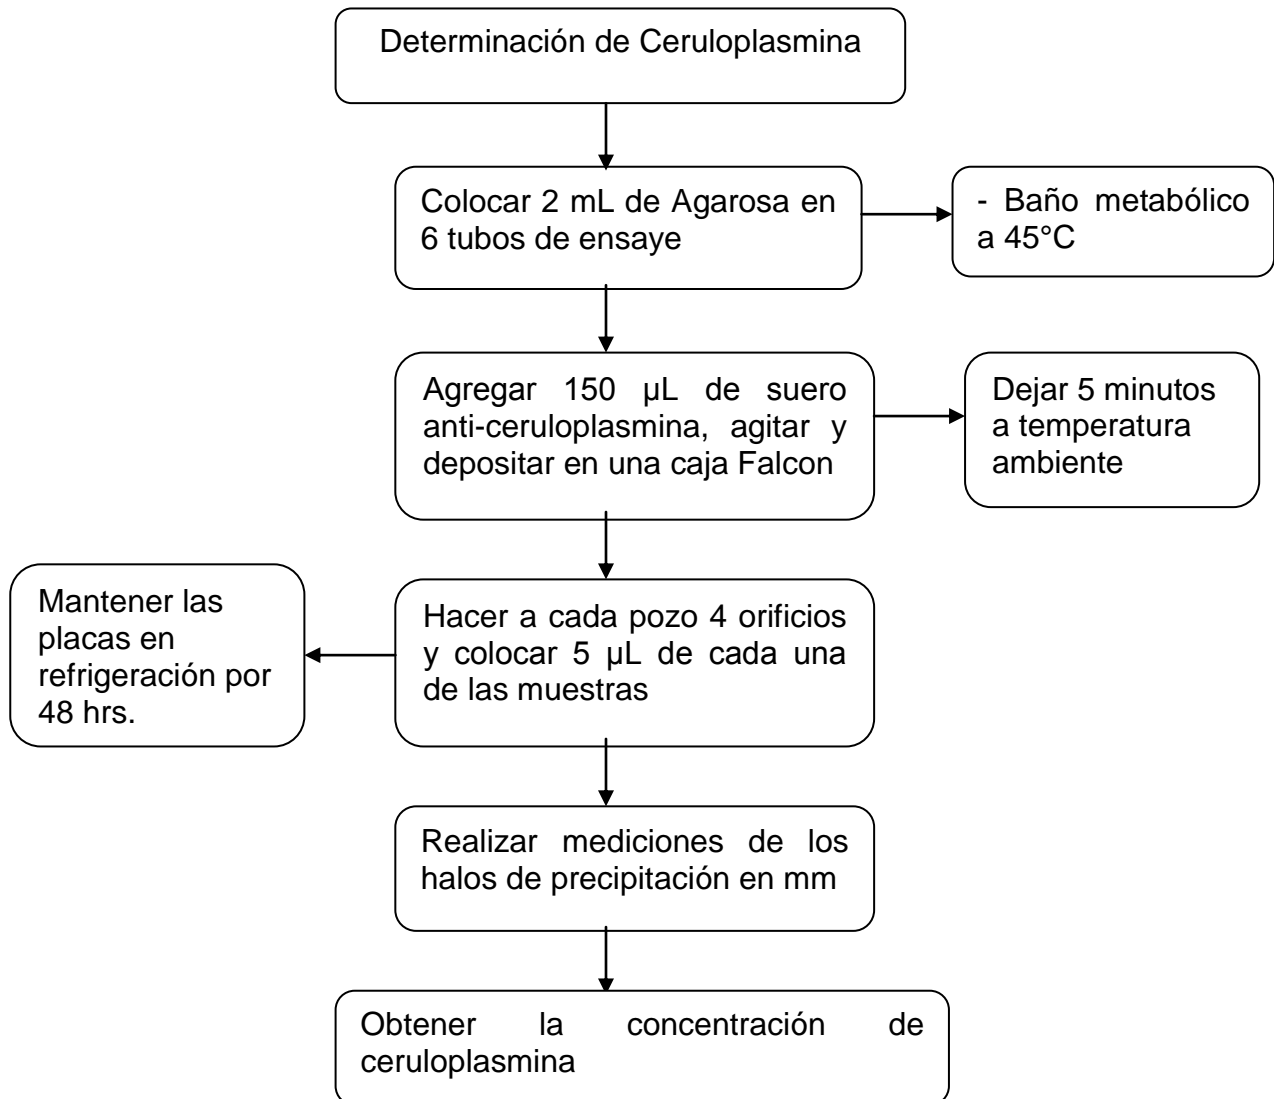 Determinación de Ceruloplasmina
Colocar 2 mL de Agarosa en
6 tubos de ensaye
- Baño metabólico
a 45°C
Agregar 150 µL de suero
anti-ceruloplasmina, agitar y
depositar en una caja Falcon
Dejar 5 minutos
a temperatura
ambiente
Hacer a cada pozo 4 orificios
y colocar 5 µL de cada una
de las muestras
Mantener las
placas en
refrigeración por
48 hrs.
Realizar mediciones de los
halos de precipitación en mm
Obtener la concentración de
ceruloplasmina